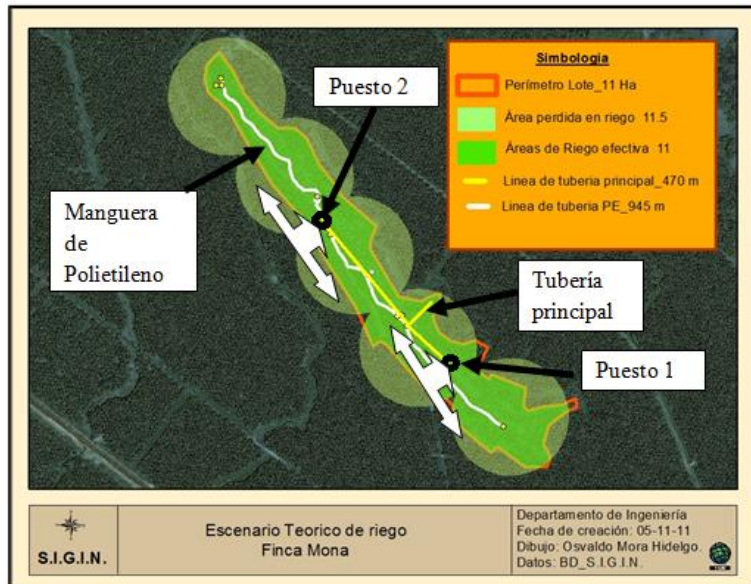 Puesto 2
Manguera
de
Polietileno
Simbología
Perímetro Lote_11 Ha
Área perdida en riego 11.5
Áreas de Riego efectiva 11
Linea de tuberia principal_470 m
Linea de tuberia PE_945 m
Tubería
principal
Puesto 1
S.I.G.I.N.
Escenario Teorico de riego
Finca Mona
Departamento de Ingeniería
Fecha de creación: 05-11-11
Dibujo: Osvaldo Mora Hidelgo.
Datos: BD_S.I.G.I.N.